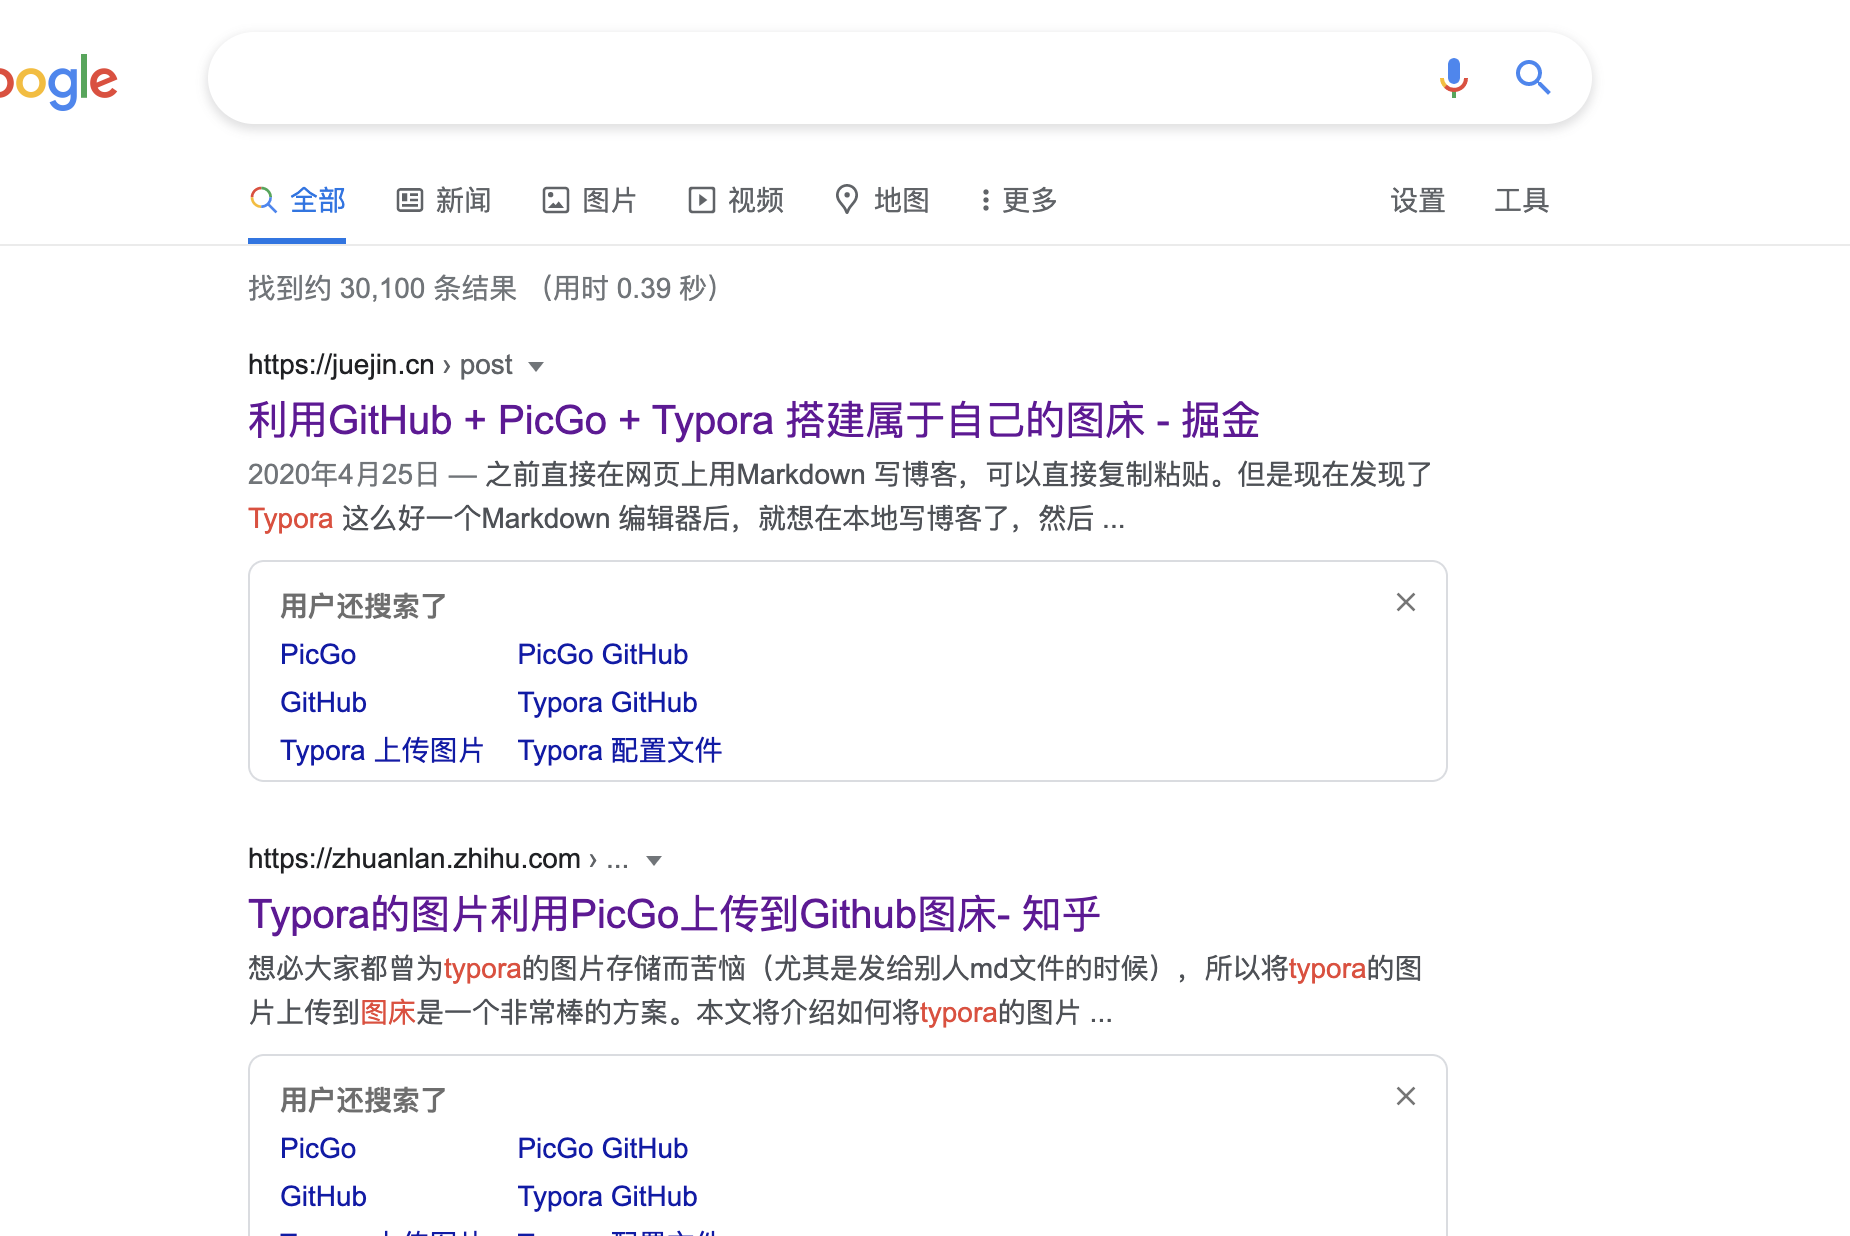 oogle
全部 新闻 图片 视频 地图 更多 设置 工具
找到约 30,100 条结果 （用时 0.39 秒）
https://juejin.cn › post
利用GitHub + PicGo + Typora 搭建属于自己的图床 - 掘金
2020年4月25日 — 之前直接在网页上用Markdown 写博客，可以直接复制粘贴。但是现在发现了
Typora 这么好一个Markdown 编辑器后，就想在本地写博客了，然后 ...
用户还搜索了
PicGo PicGo GitHub
GitHub Typora GitHub
Typora 上传图片 Typora 配置文件
https://zhuanlan.zhihu.com › ...
Typora的图片利用PicGo上传到Github图床- 知乎
想必大家都曾为typora的图片存储而苦恼（尤其是发给别人md文件的时候），所以将typora的图
片上传到图床是一个非常棒的方案。本文将介绍如何将typora的图片 ...
用户还搜索了
PicGo PicGo GitHub
GitHub Typora GitHub
Typora 上传图片 Typora 配置文件